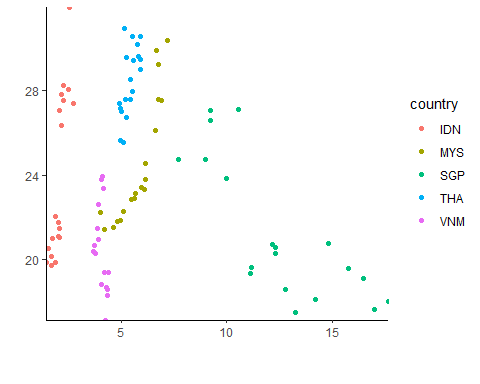 28
24
20
5
10
15
country
IDN
MYS
SGP
THA
VNM